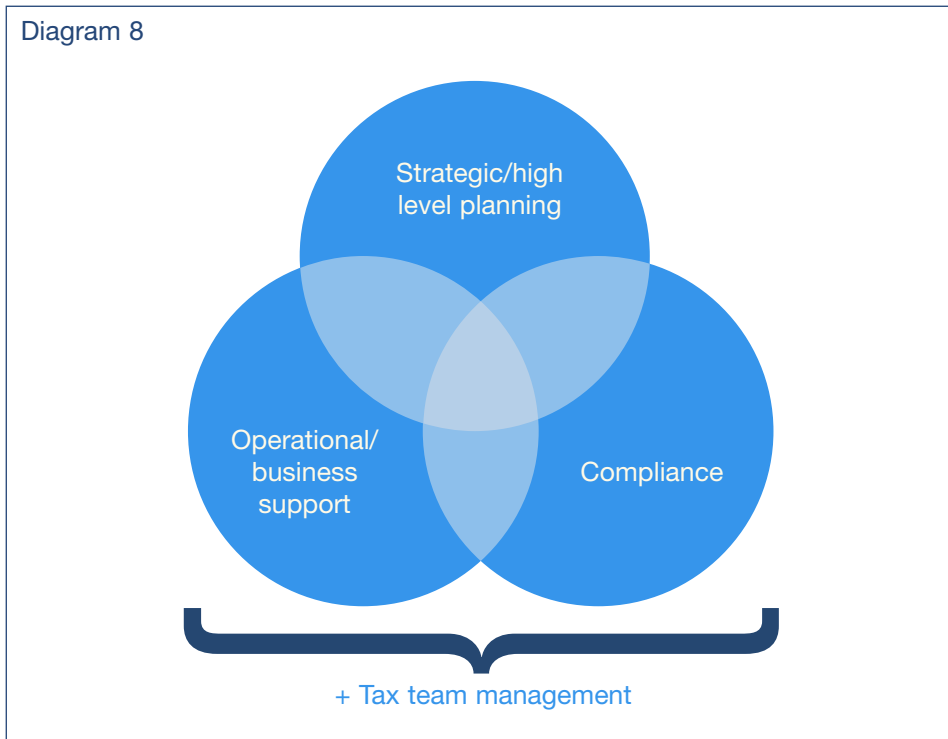 Diagram 8
Strategic/high
level planning
Operational/
business
support
Compliance
+ Tax team management